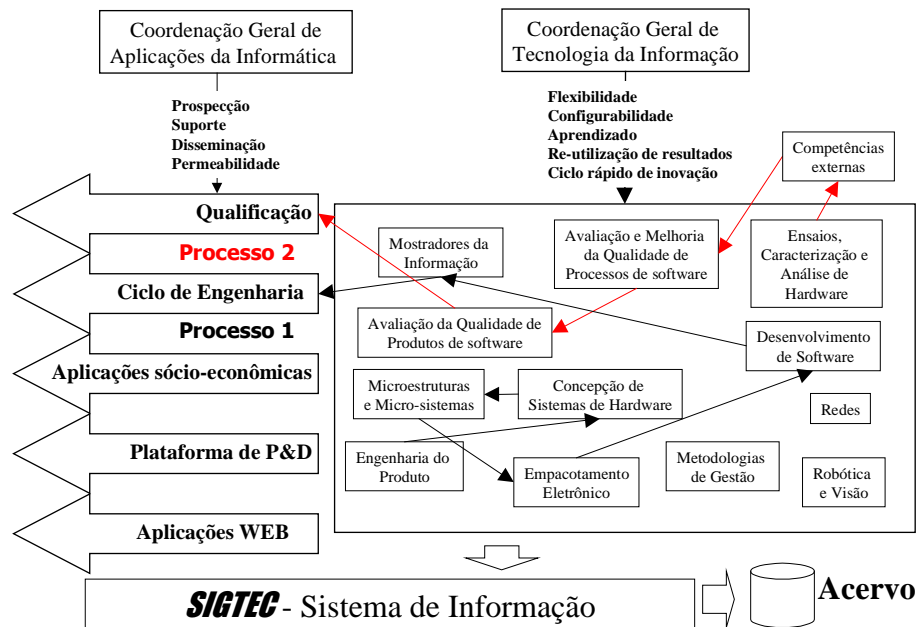 Coordenação Geral de
Aplicações da Informática
Coordenação Geral de
Tecnologia da Informação
Prospecção
Suporte
Disseminação
Permeabilidade
Flexibilidade
Configurabilidade
Aprendizado
Re-utilização de resultados
Ciclo rápido de inovação
Competências
externas
Qualificação
Processo 2
Ciclo de Engenharia
Processo 1
Aplicações sócio-econômicas
Plataforma de P&D
Aplicações WEB
Mostradores da
Informação
Avaliação e Melhoria
da Qualidade de
Processos de software
Ensaios,
Caracterização e
Análise de
Hardware
Avaliação da Qualidade de
Produtos de software
Desenvolvimento
de Software
Microestruturas
e Micro-sistemas
Concepção de
Sistemas de Hardware
Redes
Engenharia do
Produto
Empacotamento
Eletrônico
Metodologias
de Gestão
Robótica
e Visão
SIGTEC - Sistema de Informação
Acervo